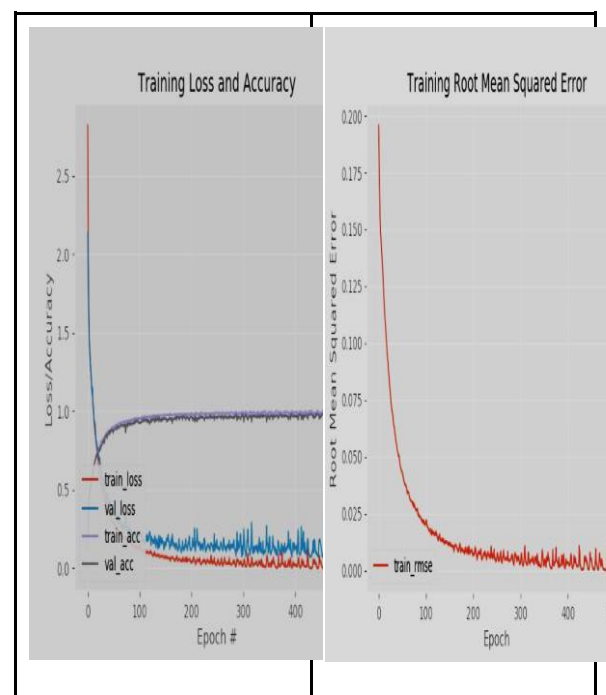 Training Loss and Accuracy
Loss/Accuracy
2.5
2.0
1.5
1.0
0.5
0.0
train_loss
val_loss
train_acc
val_acc
0 100 200 300 400
Epoch #
Training Root Mean Squared Error
Root Mean Squared Error
0.200
0.175
0.150
0.125
0.100
0.075
0.050
0.025
0.000
train_rmse
0 100 200 300 400
Epoch